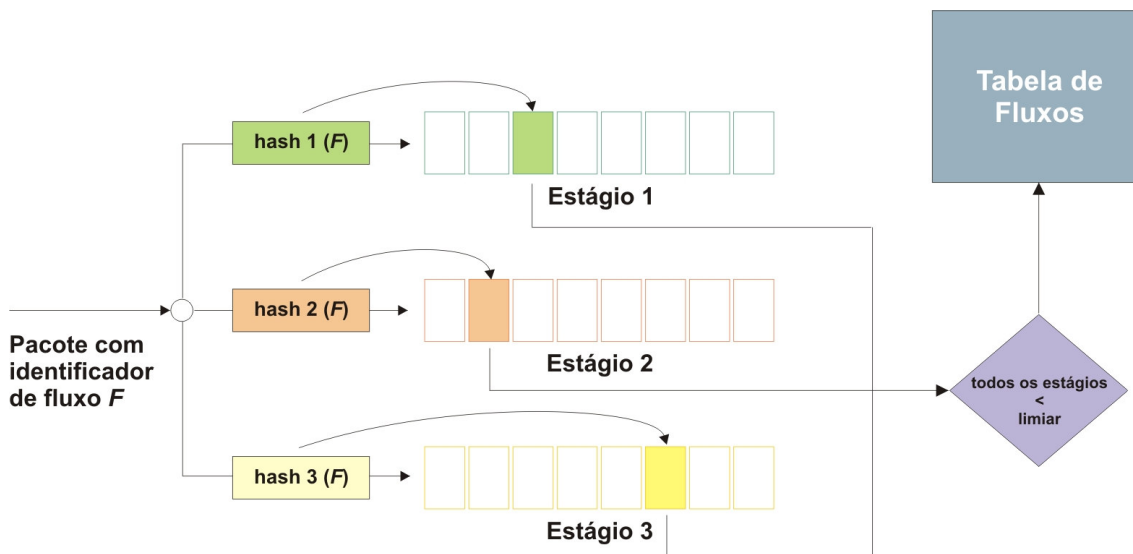 Tabela de
Fluxos
hash 1 (F)
Estágio 1
hash 2 (F)
Pacote com
identificador
de fluxo F
Estágio 2
todos os estágios
<
limiar
hash 3 (F)
Estágio 3